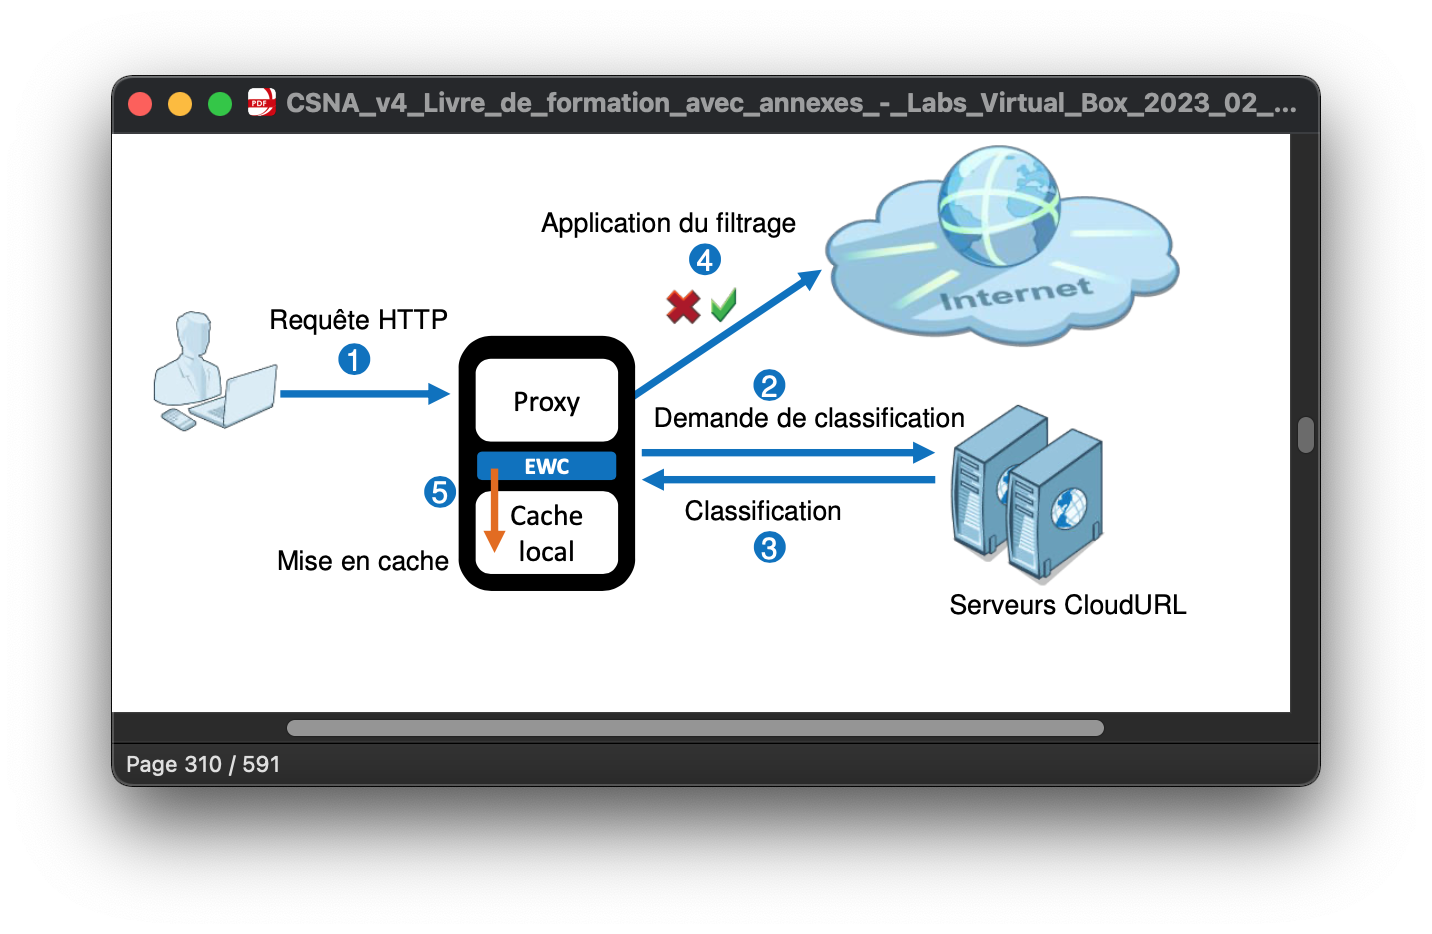 PDF
CSNA_v4_Livre_de_formation_avec_annexes_-_Labs_Virtual_Box_2023_02_...
Application du filtrage
4
Internet
Requête HTTP
1
Proxy
2
Demande de classification
EWC
5
Classification
Cache
local
3
Mise en cache
Serveurs CloudURL
Page 310 / 591